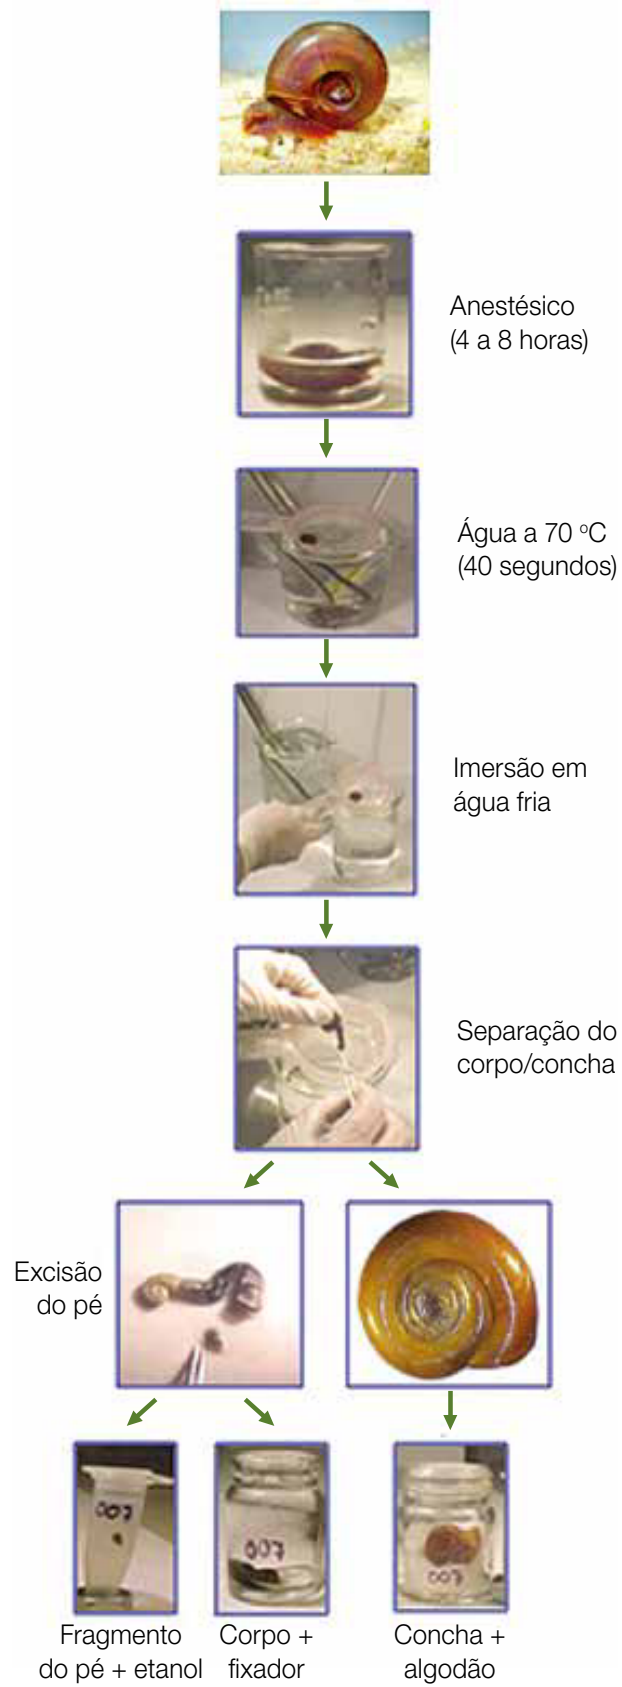 Anestésico
(4 a 8 horas)
Água a 70 ºC
(40 segundos)
Imersão em
água fria
Separação do
corpo/concha
Excisão
do pé
007
007
007
Fragmento
do pé + etanol
Corpo +
fixador
Concha +
algodão